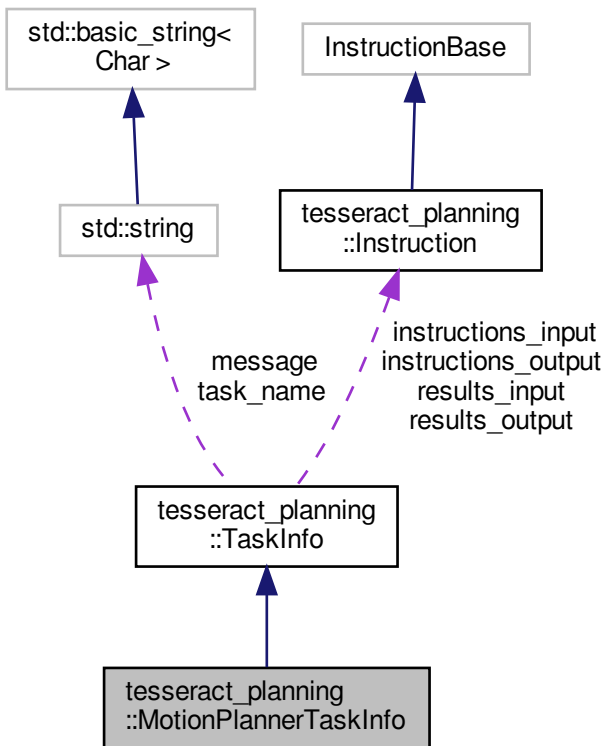 std::basic_string<
Char >
InstructionBase
std::string
tesseract_planning
::Instruction
message
task_name
instructions_input
instructions_output
results_input
results_output
tesseract_planning
::TaskInfo
tesseract_planning
::MotionPlannerTaskInfo